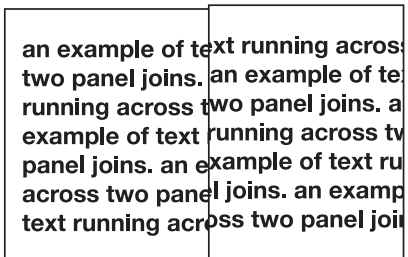 an example of text running across
two panel joins. an example of te
running across two panel joins. a
example of text running across tw
panel joins. an example of text ru
across two panel joins. an examp
text running across two panel join